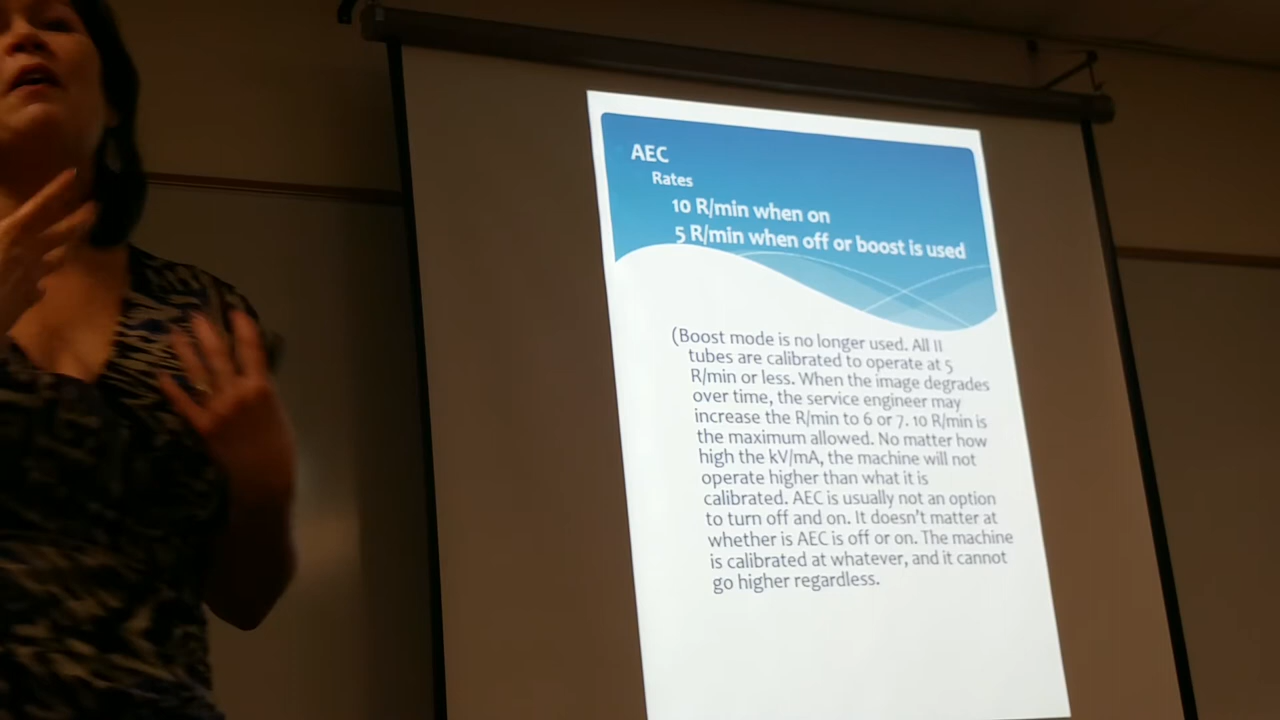 AEC
Rates
10 R/min when on
5 R/min when off or boost is used
(Boost mode is no longer used. All II
tubes are calibrated to operate at 5
R/min or less. When the image degrades
over time, the service engineer may
increase the R/min to 6 or 7. 10 R/min is
the maximum allowed. No matter how
high the kV/mA, the machine will not
operate higher than what it is
calibrated. AEC is usually not an option
to turn off and on. It doesn't matter at
whether is AEC is off or on. The machine
is calibrated at whatever, and it cannot
go higher regardless.